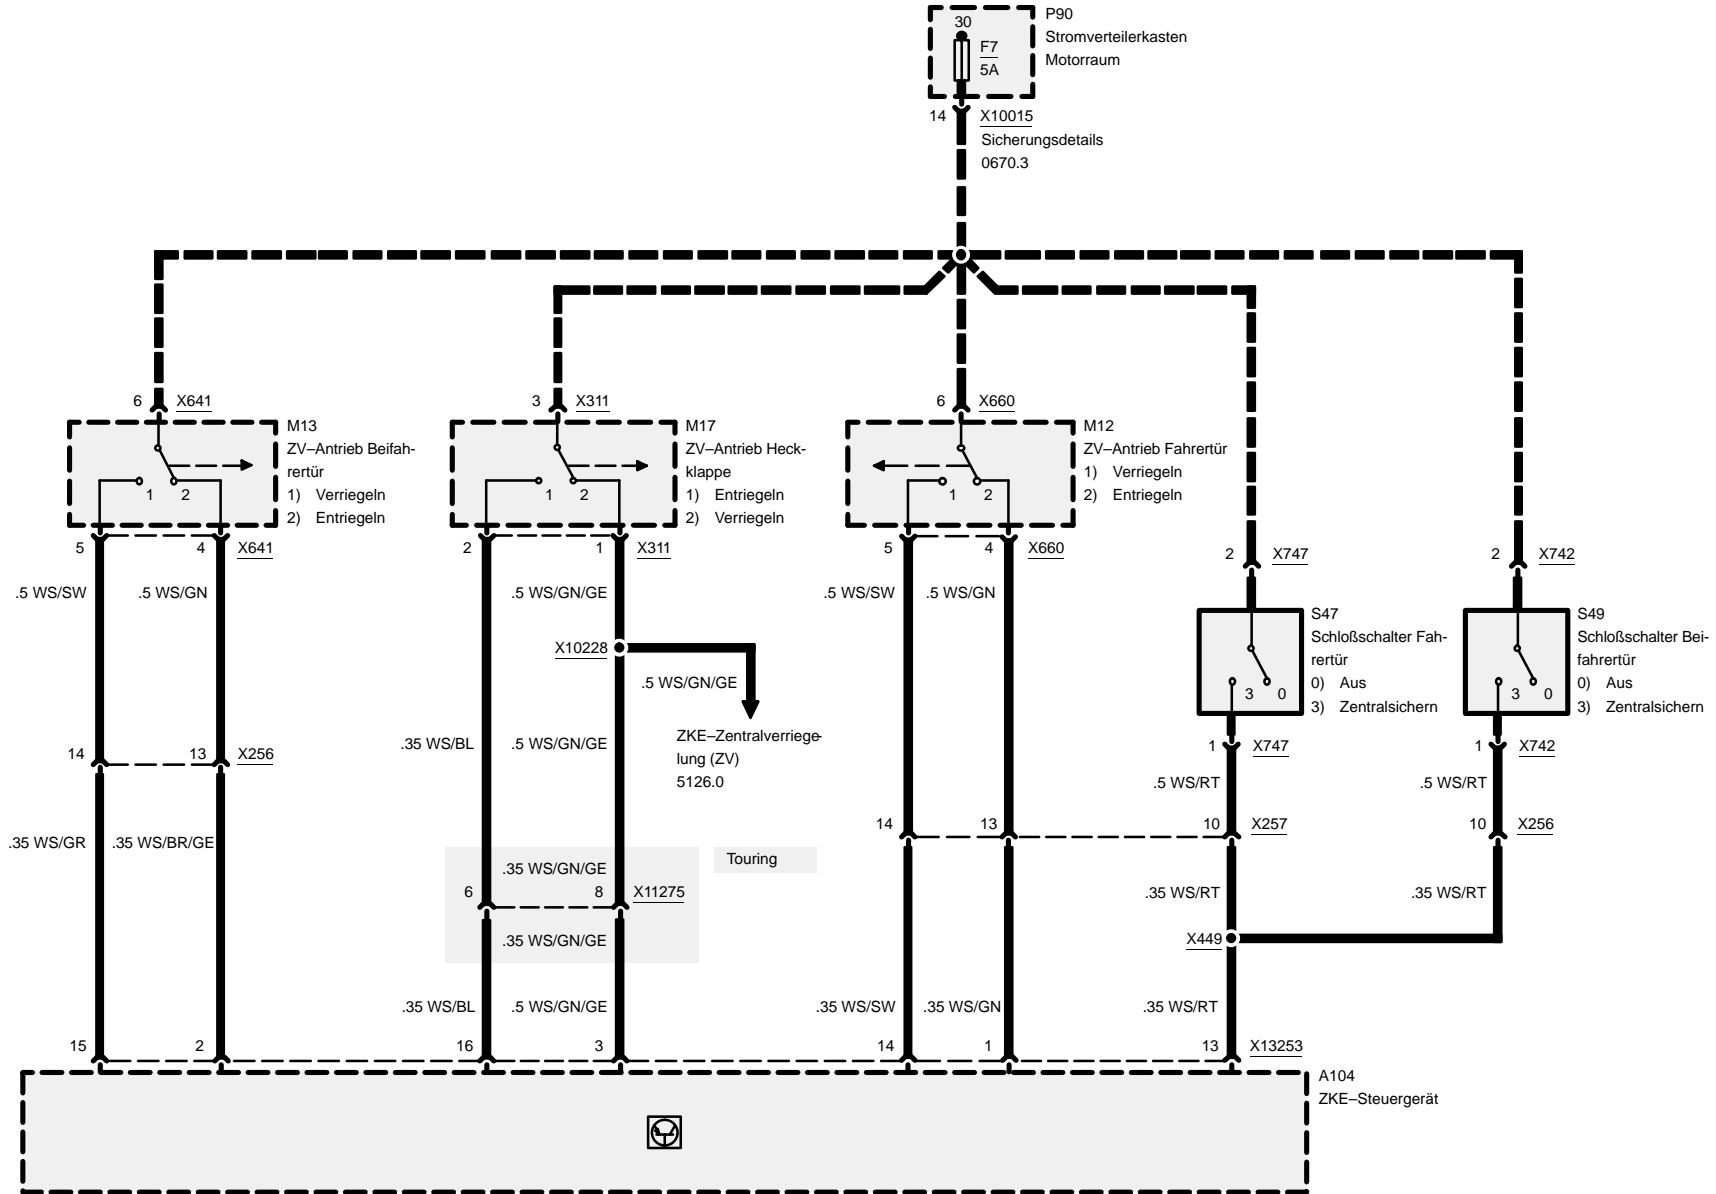 30
F7
5A
P90
Stromverteilerkasten
Motorraum
14
X10015
Sicherungsdetails
0670.3
6
X641
3
X311
6
X660
M13
ZV–Antrieb Beifah-
rertür
1) Verriegeln
2) Entriegeln
1
2
M17
ZV–Antrieb Heck-
klappe
1) Entriegeln
2) Verriegeln
1
2
M12
ZV–Antrieb Fahrertür
1) Verriegeln
2) Entriegeln
1
2
5
4
X641
2
1
X311
5
4
X660
2
X747
2
X742
.5 WS/SW
.5 WS/GN
.5 WS/GN/GE
.5 WS/SW
.5 WS/GN
S47
Schloßschalter Fah-
rertür
0) Aus
3) Zentralsichern
3
0
S49
Schloßschalter Bei-
fahrertür
0) Aus
3) Zentralsichern
3
0
X10228
.5 WS/GN/GE
ZKE–Zentralverriege-
lung (ZV)
5126.0
.35 WS/BL
.5 WS/GN/GE
14
13
X256
1
X747
1
X742
.5 WS/RT
.5 WS/RT
14
13
10
X257
10
X256
.35 WS/GR
.35 WS/BR/GE
Touring
.35 WS/GN/GE
6
8
X11275
.35 WS/GN/GE
.35 WS/RT
.35 WS/RT
X449
.35 WS/BL
.5 WS/GN/GE
.35 WS/SW
.35 WS/GN
.35 WS/RT
15
2
16
3
14
1
13
X13253
A104
ZKE–Steuergerät